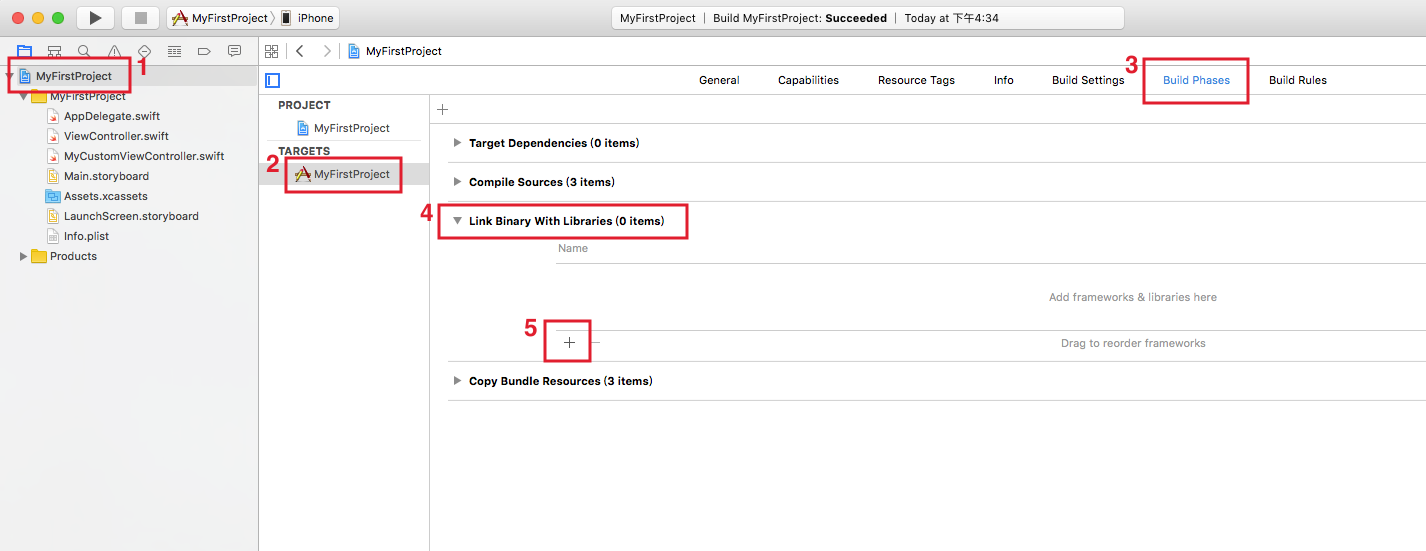 MyFirstProject iPhone
MyFirstProject | Build MyFirstProject: Succeeded | Today at 下午4:34
MyFirstProject
1
MyFirstProject
MyFirstProject
AppDelegate.swift
ViewController.swift
MyCustomViewController.swift
Main.storyboard
Assets.xcassets
LaunchScreen.storyboard
Info.plist
Products
General Capabilities Resource Tags Info Build Settings 3 Build Phases Build Rules
PROJECT
MyFirstProject
TARGETS
2 MyFirstProject
Target Dependencies (0 items)
Compile Sources (3 items)
4 Link Binary With Libraries (0 items)
Name
Add frameworks & libraries here
5
Drag to reorder frameworks
Copy Bundle Resources (3 items)